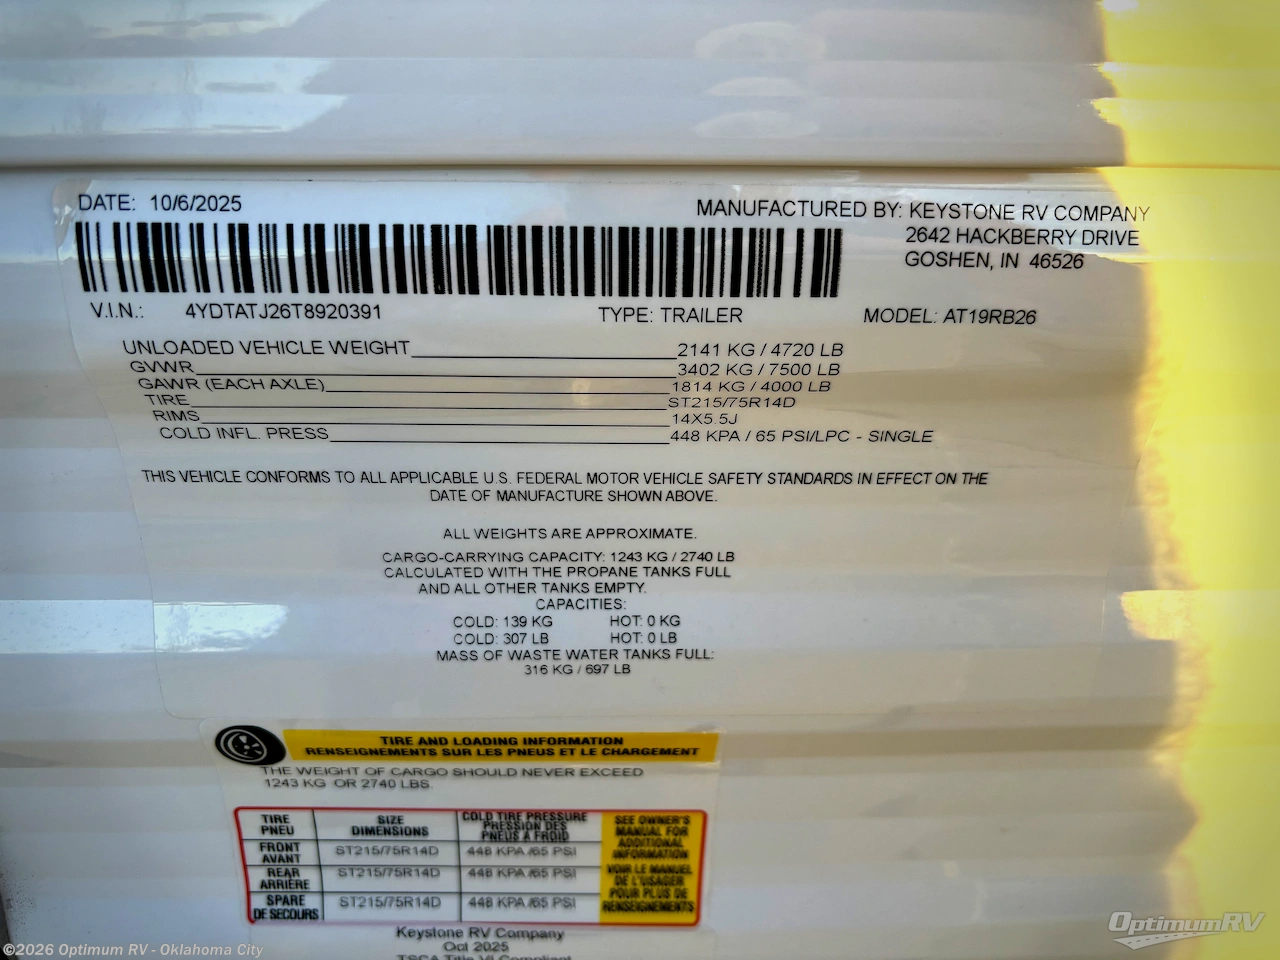 DATE: 10/6/2025
MANUFACTURED BY: KEYSTONE RV COMPANY
2642 HACKBERRY DRIVE
GOSHEN, IN 46526
V.I.N.: 4YDTATJ26T8920391 TYPE: TRAILER MODEL: AT19RB26
UNLOADED VEHICLE WEIGHT 2141 KG / 4720 LB
GVWR 3402 KG / 7500 LB
GAWR (EACH AXLE) 1814 KG / 4000 LB
TIRE ST215/75R14D
RIMS 14X5.5J
COLD INFL. PRESS 448 KPA / 65 PSI/LPC - SINGLE
THIS VEHICLE CONFORMS TO ALL APPLICABLE U.S. FEDERAL MOTOR VEHICLE SAFETY STANDARDS IN EFFECT ON THE
DATE OF MANUFACTURE SHOWN ABOVE.
ALL WEIGHTS ARE APPROXIMATE.
CARGO-CARRYING CAPACITY: 1243 KG / 2740 LB
CALCULATED WITH THE PROPANE TANKS FULL
AND ALL OTHER TANKS EMPTY.
CAPACITIES:
COLD: 139 KG HOT: 0 KG
COLD: 307 LB HOT: 0 LB
MASS OF WASTE WATER TANKS FULL:
316 KG / 697 LB
TIRE AND LOADING INFORMATION
RENSEIGNEMENTS SUR LES PNEUS ET LE CHARGEMENT
THE WEIGHT OF CARGO SHOULD NEVER EXCEED
1243 KG OR 2740 LBS.
TIRE
PNEU
SIZE
DIMENSIONS
COLD TIRE PRESSURE
PRESSION DES
PNEUS À FROID
SEE OWNER'S
MANUAL FOR
ADDITIONAL
INFORMATION
VOIR LE MANUEL
DE L'USAGER
POUR PLUS DE
RENSEIGNEMENTS
FRONT
AVANT
ST215/75R14D
448 KPA /65 PSI
REAR
ARRIÈRE
ST215/75R14D
448 KPA /65 PSI
SPARE
DE SECOURS
ST215/75R14D
448 KPA /65 PSI
Keystone RV Company
Oct 2025
TSCA Title VI Compliant
©2026 Optimum RV - Oklahoma City
OptimumRV